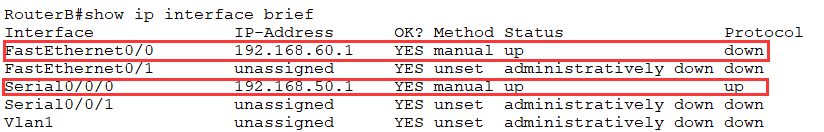 RouterB#show ip interface brief
Interface              IP-Address      OK? Method Status                Protocol
FastEthernet0/0        192.168.60.1    YES manual up                    down
FastEthernet0/1        unassigned      YES unset  administratively down down
Serial0/0/0            192.168.50.1    YES manual up                    up
Serial0/0/1            unassigned      YES unset  administratively down down
Vlan1                  unassigned      YES unset  administratively down down